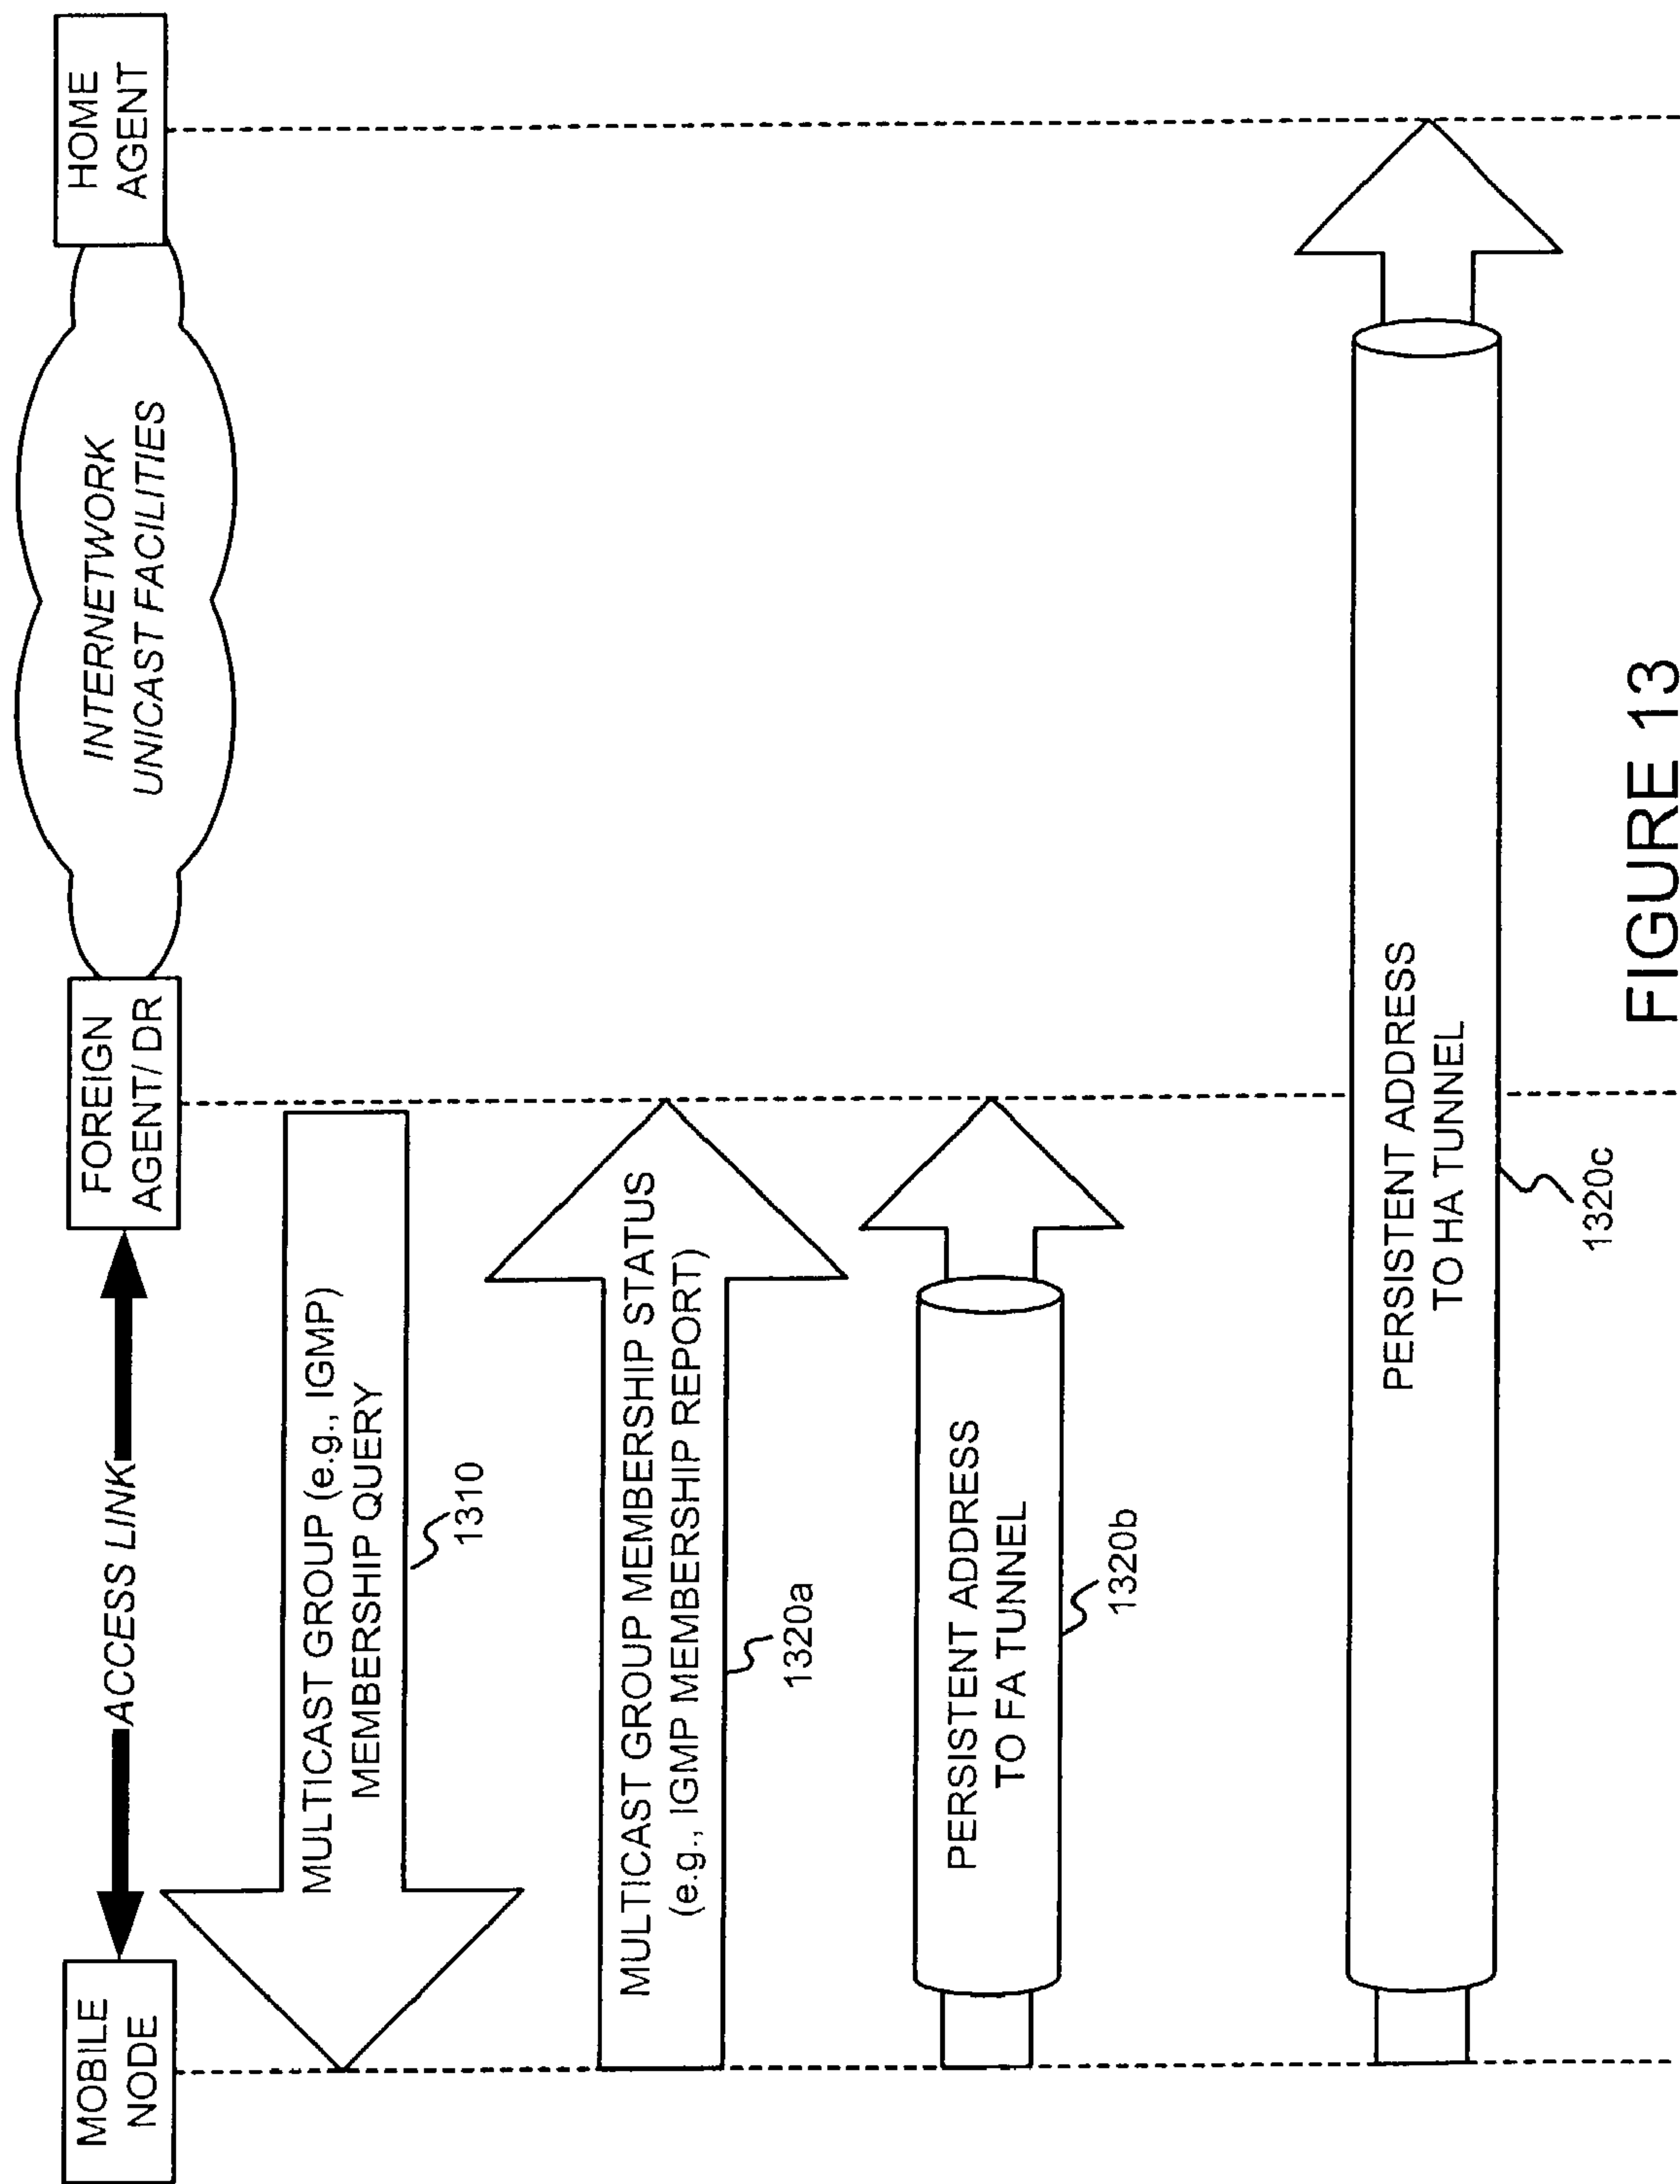 MOBILE
NODE
ACCESS LINK
FOREIGN
AGENT/ DR
INTERNETWORK
UNICAST FACILITIES
HOME
AGENT
MULTICAST GROUP (e.g., IGMP)
MEMBERSHIP QUERY
1310
MULTICAST GROUP MEMBERSHIP STATUS
(e.g., IGMP MEMBERSHIP REPORT)
1320a
PERSISTENT ADDRESS
TO FA TUNNEL
1320b
PERSISTENT ADDRESS
TO HA TUNNEL
1320c
FIGURE 13